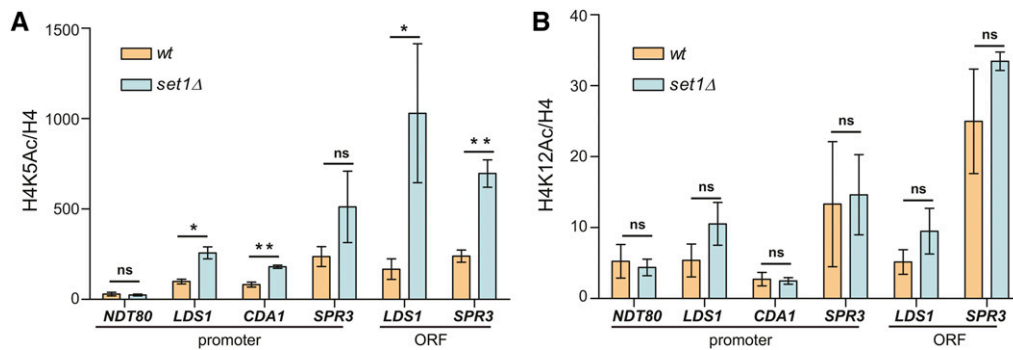 A
H4K5Ac/H4
1500
1000
500
0
wt
set1Δ
ns
*
**
ns
*
**
NDT80 LDS1 CDA1 SPR3 LDS1 SPR3
promoter ORF
B
H4K12Ac/H4
40
30
20
10
0
wt
set1Δ
ns
ns
ns
ns
ns
ns
NDT80 LDS1 CDA1 SPR3 LDS1 SPR3
promoter ORF